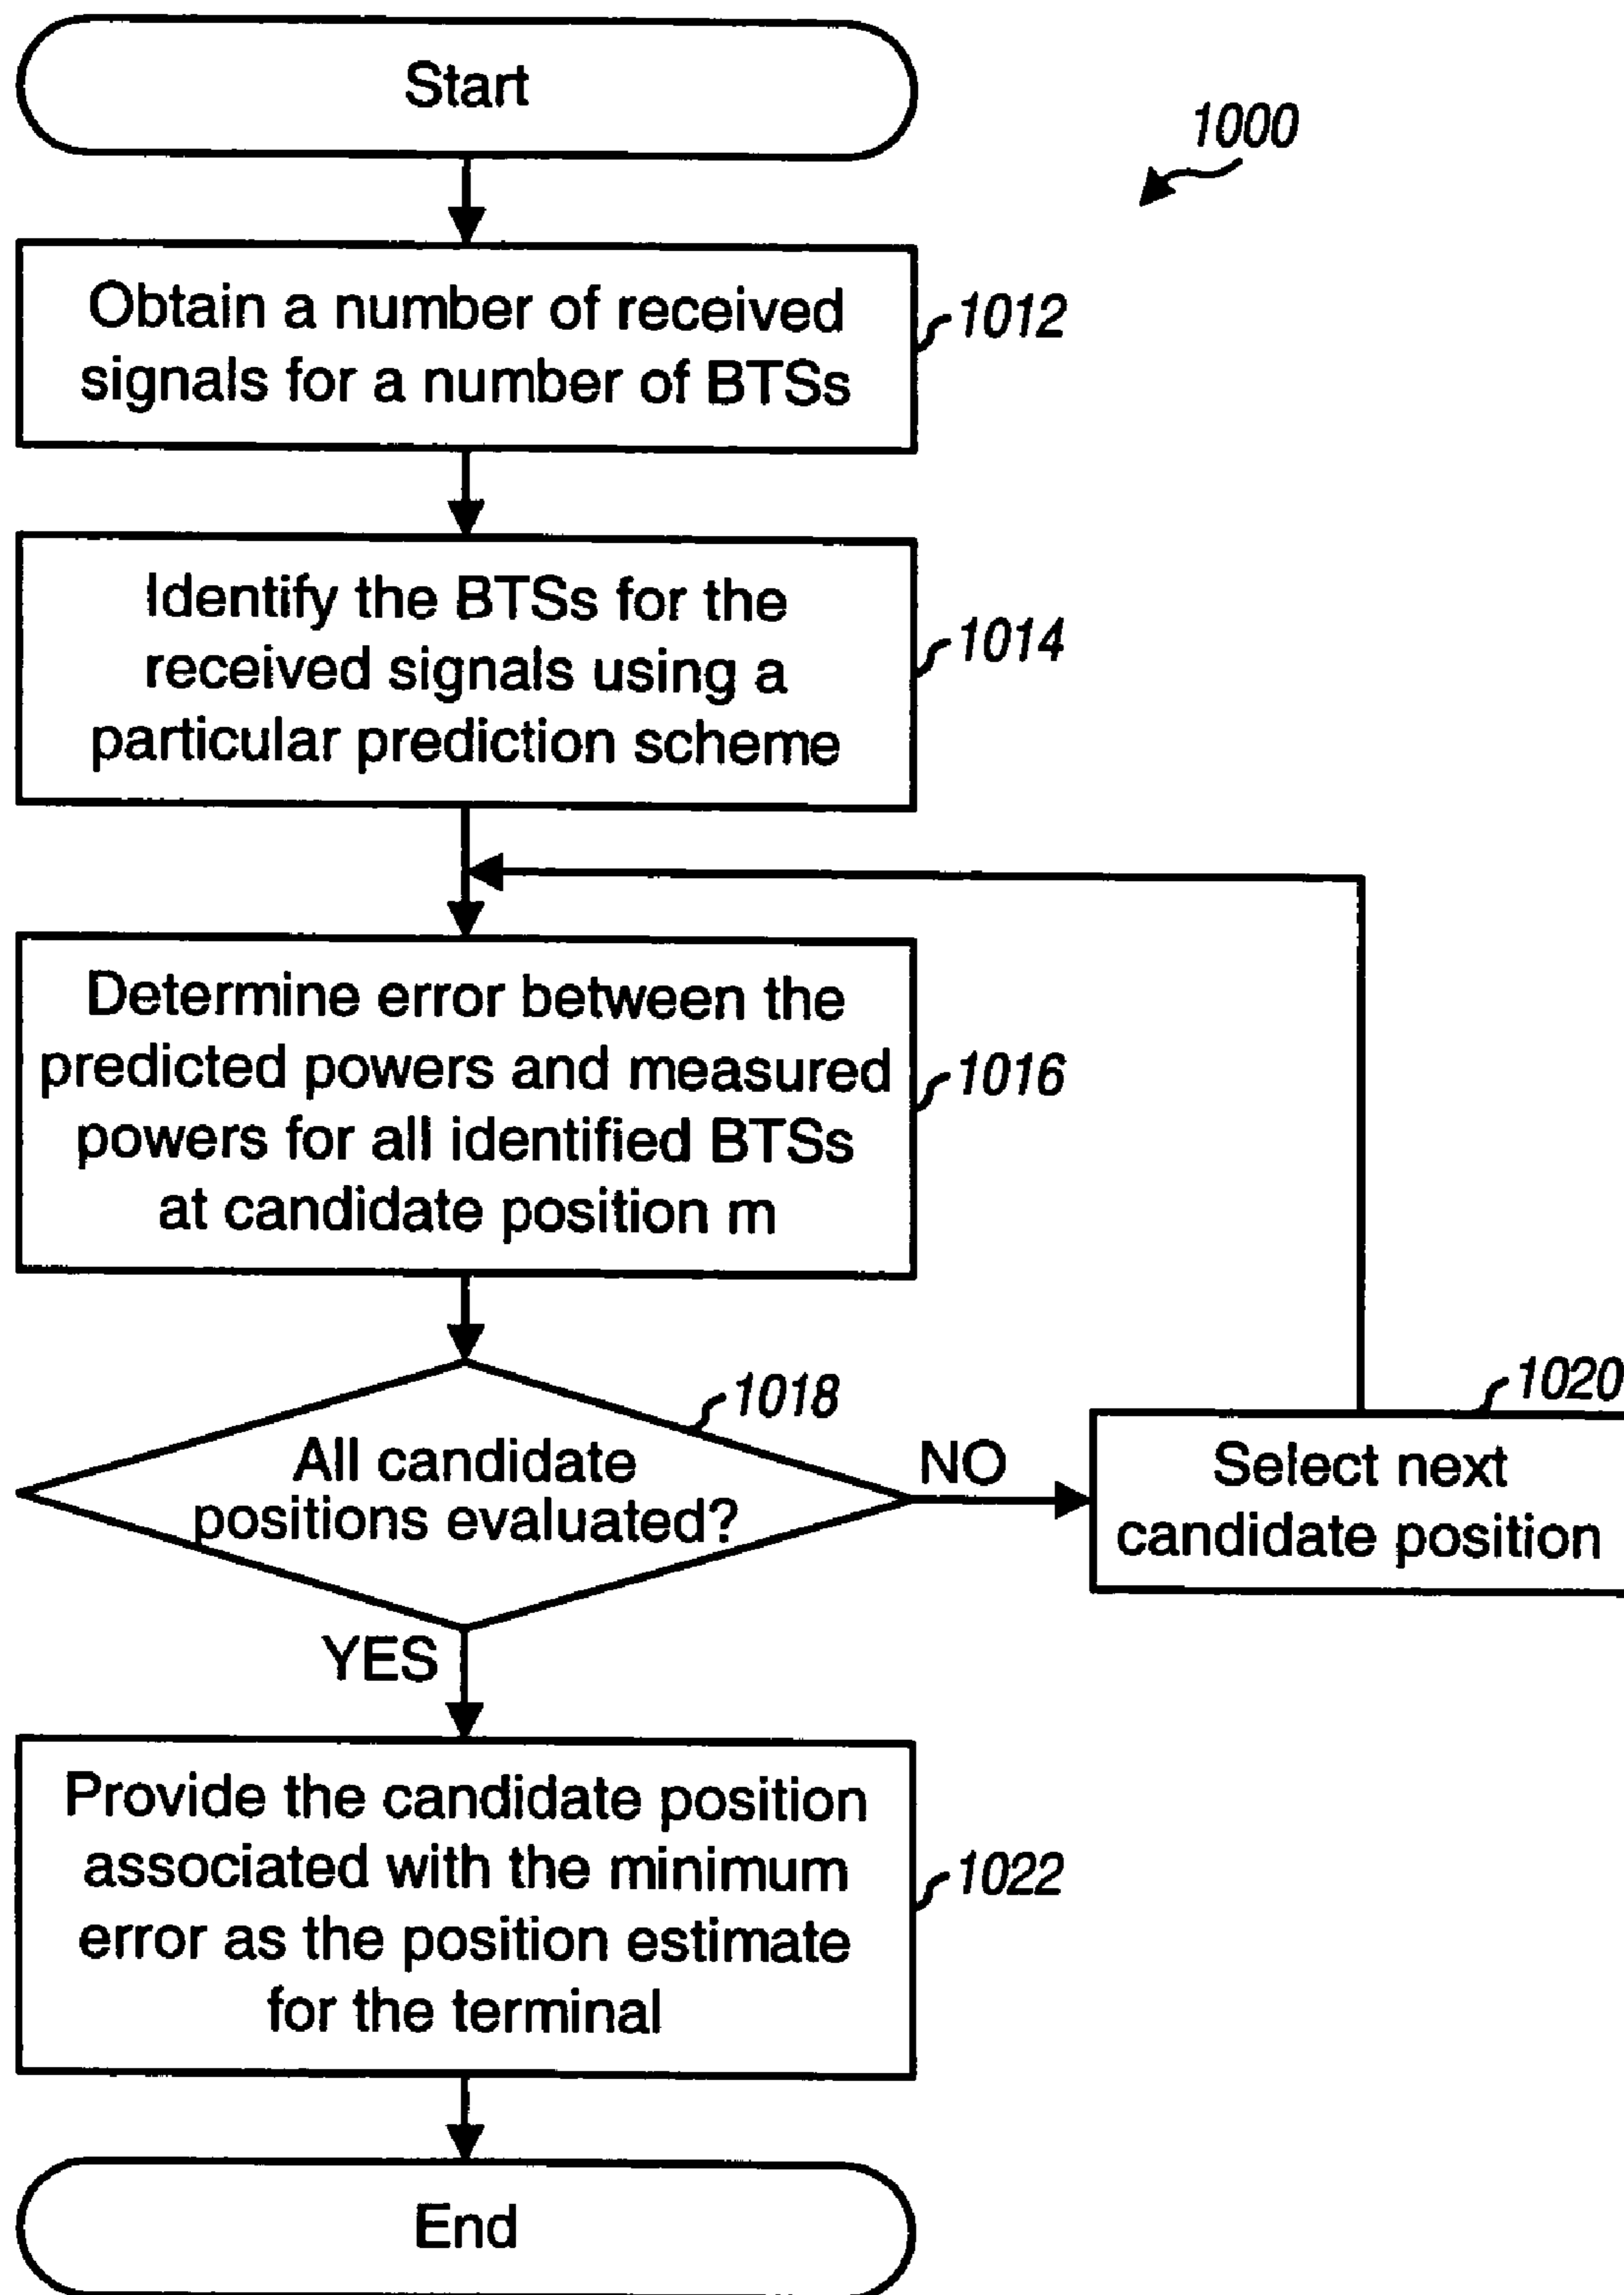 Start
1000
Obtain a number of received
signals for a number of BTSs
1012
Identify the BTSs for the
received signals using a
particular prediction scheme
1014
Determine error between the
predicted powers and measured
powers for all identified BTSs
at candidate position m
1016
1018
All candidate
positions evaluated?
NO
1020
Select next
candidate position
YES
Provide the candidate position
associated with the minimum
error as the position estimate
for the terminal
1022
End